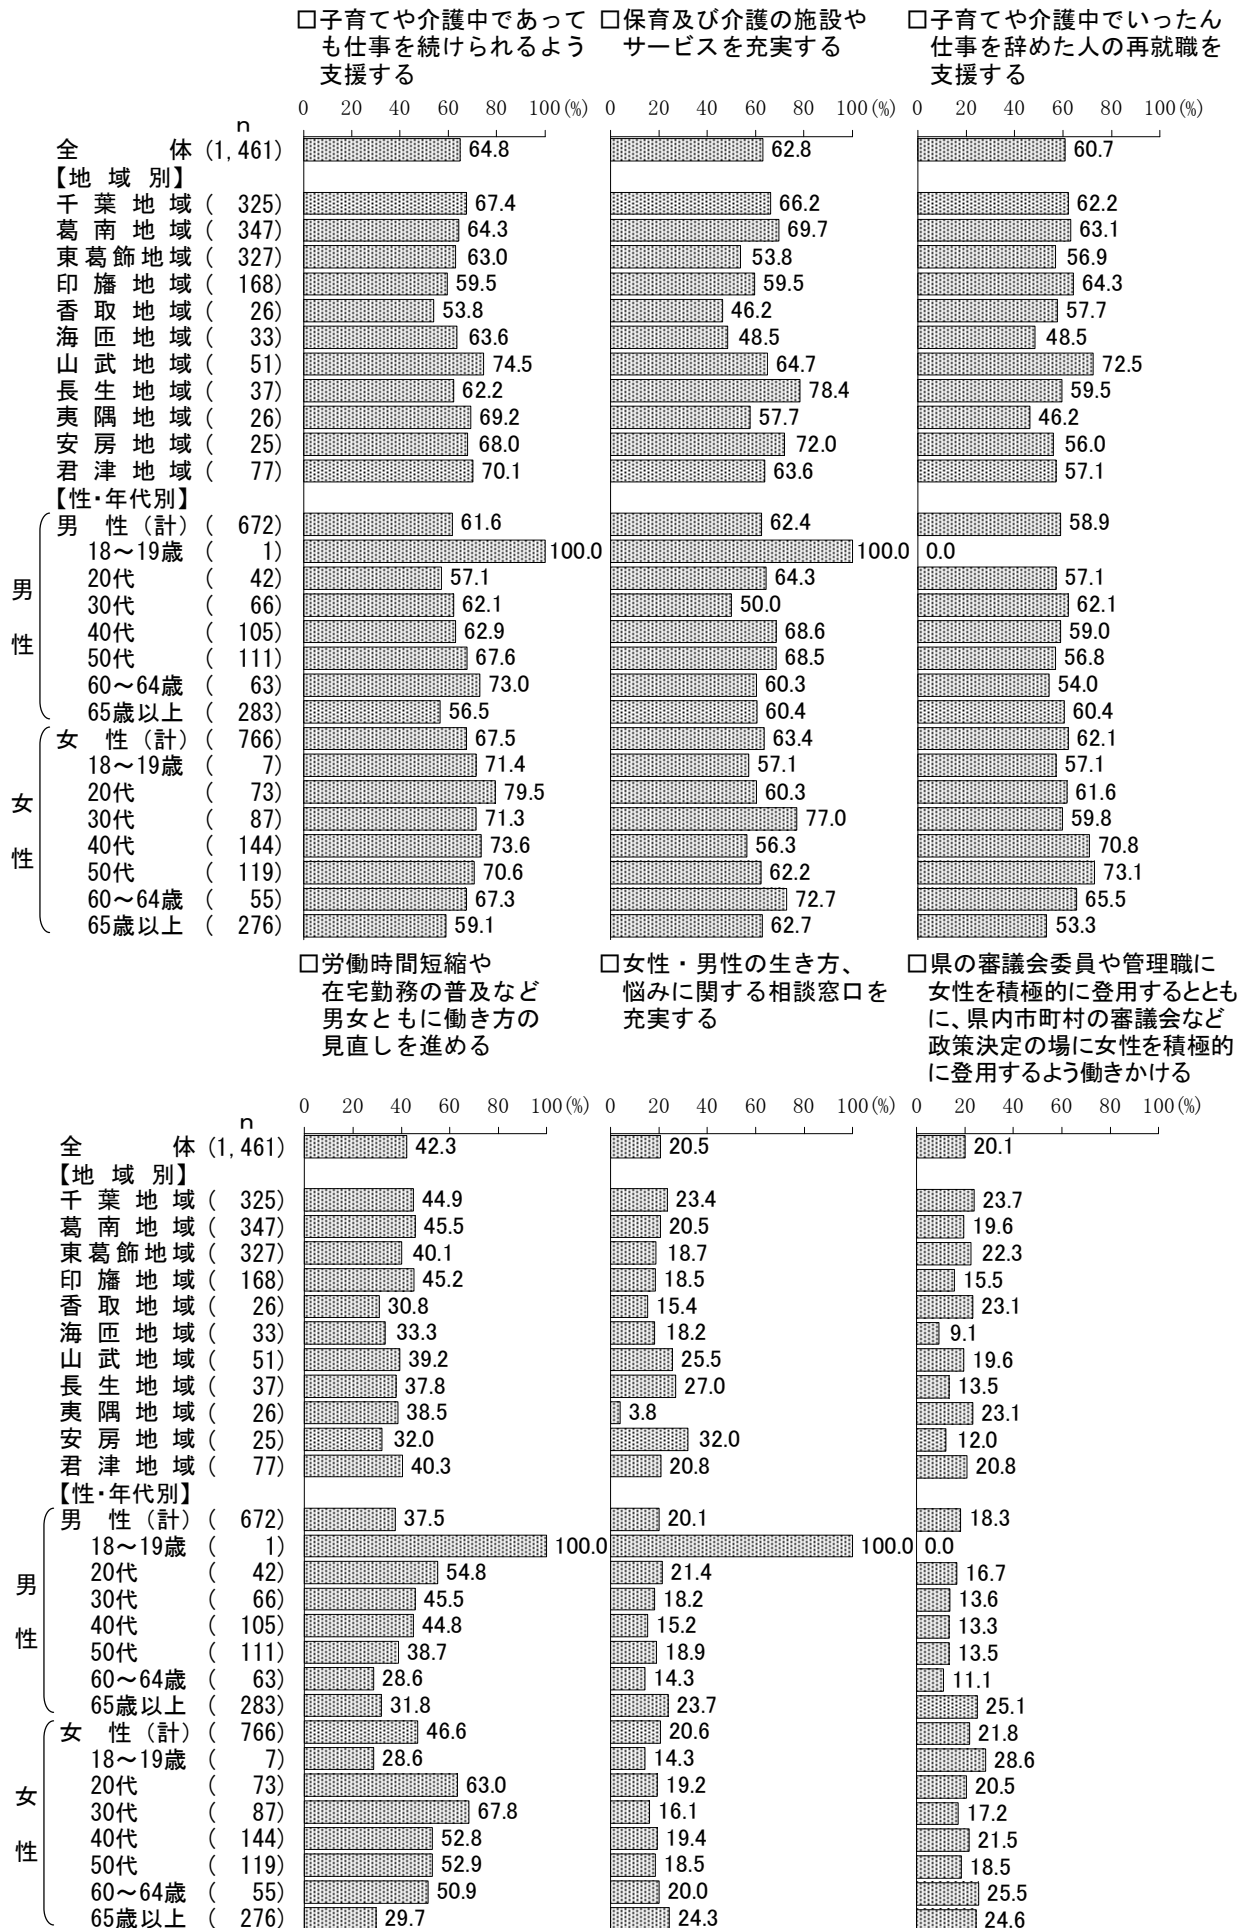 □子育てや介護中であって
も仕事を続けられるよう
支援する
□保育及び介護の施設や
サービスを充実する
□子育てや介護中でいったん
仕事を辞めた人の再就職を
支援する
0 20 40 60 80 100(%) 0 20 40 60 80 100(%) 0 20 40 60 80 100(%)
n
全体 (1,461) 64.8 62.8 60.7
【地域別】
千葉地域 ( 325) 67.4 66.2 62.2
葛南地域 ( 347) 64.3 69.7 63.1
東葛飾地域 ( 327) 63.0 53.8 56.9
印旛地域 ( 168) 59.5 59.5 64.3
香取地域 ( 26) 53.8 46.2 57.7
海匝地域 ( 33) 63.6 48.5 48.5
山武地域 ( 51) 74.5 64.7 72.5
長生地域 ( 37) 62.2 78.4 59.5
夷隅地域 ( 26) 69.2 57.7 46.2
安房地域 ( 25) 68.0 72.0 56.0
君津地域 ( 77) 70.1 63.6 57.1
【性・年代別】
男性(計) ( 672) 61.6 62.4 58.9
18～19歳 ( 1) 100.0 100.0 0.0
20代 ( 42) 57.1 64.3 57.1
男
30代 ( 66) 62.1 50.0 62.1
40代 ( 105) 62.9 68.6 59.0
性
50代 ( 111) 67.6 68.5 56.8
60～64歳 ( 63) 73.0 60.3 54.0
65歳以上 ( 283) 56.5 60.4 60.4
女性(計) ( 766) 67.5 63.4 62.1
18～19歳 ( 7) 71.4 57.1 57.1
20代 ( 73) 79.5 60.3 61.6
女
30代 ( 87) 71.3 77.0 59.8
40代 ( 144) 73.6 56.3 70.8
性
50代 ( 119) 70.6 62.2 73.1
60～64歳 ( 55) 67.3 72.7 65.5
65歳以上 ( 276) 59.1 62.7 53.3
□労働時間短縮や
在宅勤務の普及など
男女ともに働き方の
見直しを進める
□女性・男性の生き方、
悩みに関する相談窓口を
充実する
□県の審議会委員や管理職に
女性を積極的に登用するととも
に、県内市町村の審議会など
政策決定の場に女性を積極的
に登用するよう働きかける
0 20 40 60 80 100(%) 0 20 40 60 80 100(%) 0 20 40 60 80 100(%)
n
全体 (1,461) 42.3 20.5 20.1
【地域別】
千葉地域 ( 325) 44.9 23.4 23.7
葛南地域 ( 347) 45.5 20.5 19.6
東葛飾地域 ( 327) 40.1 18.7 22.3
印旛地域 ( 168) 45.2 18.5 15.5
香取地域 ( 26) 30.8 15.4 23.1
海匝地域 ( 33) 33.3 18.2 9.1
山武地域 ( 51) 39.2 25.5 19.6
長生地域 ( 37) 37.8 27.0 13.5
夷隅地域 ( 26) 38.5 3.8 23.1
安房地域 ( 25) 32.0 32.0 12.0
君津地域 ( 77) 40.3 20.8 20.8
【性・年代別】
男性(計) ( 672) 37.5 20.1 18.3
18～19歳 ( 1) 100.0 100.0 0.0
20代 ( 42) 54.8 21.4 16.7
男
30代 ( 66) 45.5 18.2 13.6
40代 ( 105) 44.8 15.2 13.3
性
50代 ( 111) 38.7 18.9 13.5
60～64歳 ( 63) 28.6 14.3 11.1
65歳以上 ( 283) 31.8 23.7 25.1
女性(計) ( 766) 46.6 20.6 21.8
18～19歳 ( 7) 28.6 14.3 28.6
20代 ( 73) 63.0 19.2 20.5
女
30代 ( 87) 67.8 16.1 17.2
40代 ( 144) 52.8 19.4 21.5
性
50代 ( 119) 52.9 18.5 18.5
60～64歳 ( 55) 50.9 20.0 25.5
65歳以上 ( 276) 29.7 24.3 24.6